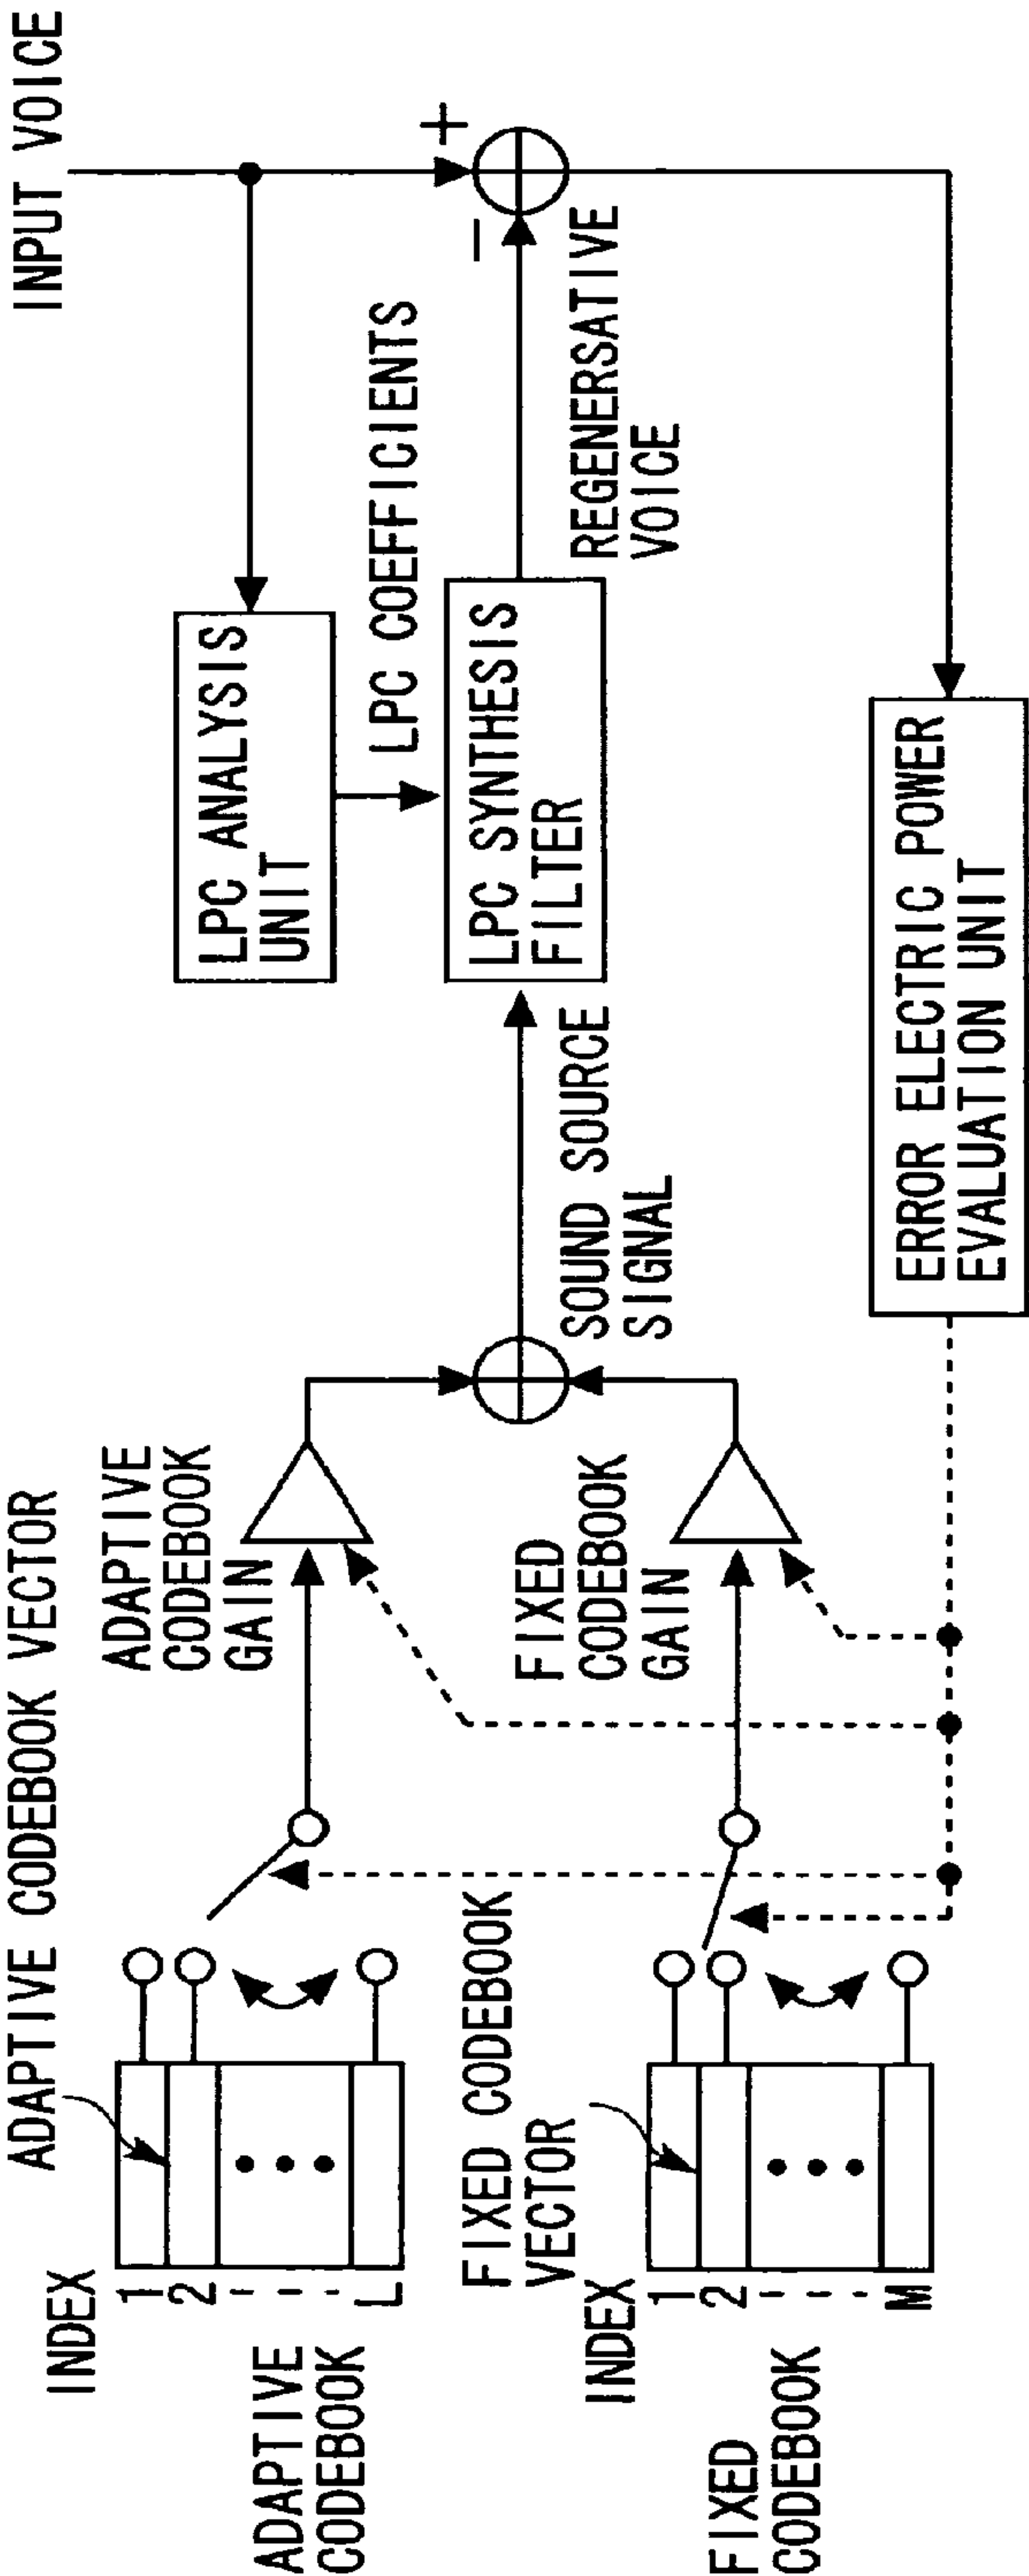 INPUT VOICE
LPC ANALYSIS
UNIT
LPC COEFFICIENTS
+
−
LPC SYNTHESIS
FILTER
REGENERSATIVE
VOICE
SOUND SOURCE
SIGNAL
ERROR ELECTRIC POWER
EVALUATION UNIT
ADAPTIVE CODEBOOK VECTOR
ADAPTIVE
CODEBOOK
GAIN
INDEX
1
2
L
ADAPTIVE
CODEBOOK
FIXED CODEBOOK
VECTOR
FIXED
CODEBOOK
GAIN
INDEX
1
2
M
FIXED
CODEBOOK